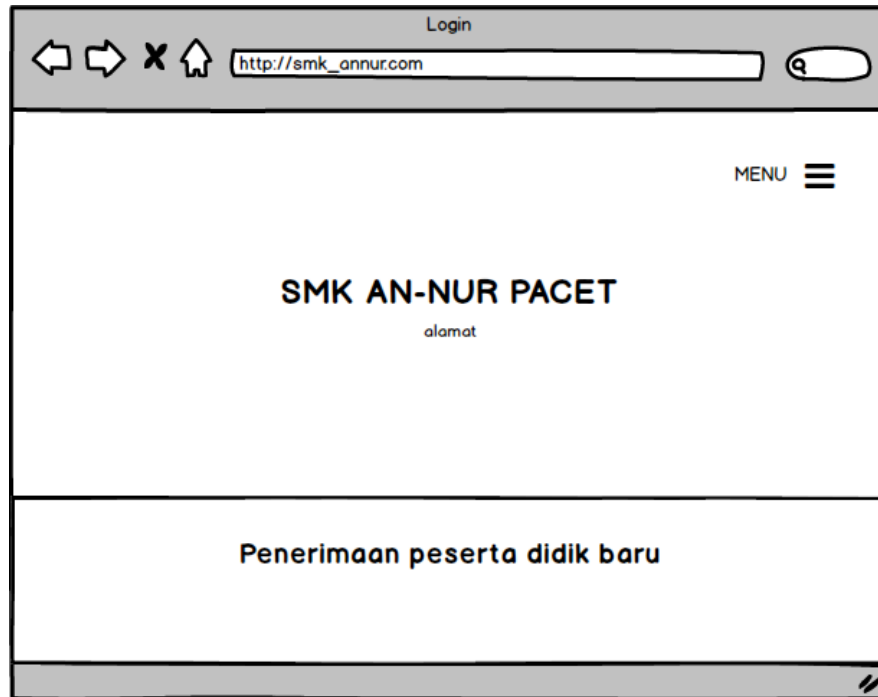 Login
http://smk_annur.com
MENU
SMK AN-NUR PACET
alamat
Penerimaan peserta didik baru